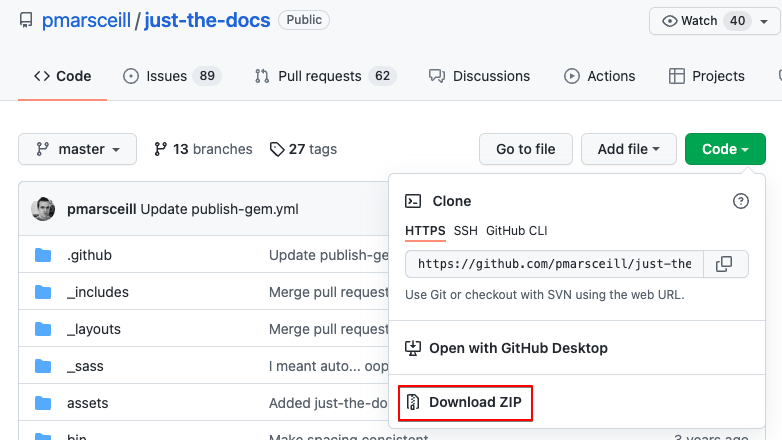 pmarsceill / just-the-docs Public
Watch 40
Code Issues 89 Pull requests 62 Discussions Actions Projects
master 13 branches 27 tags Go to file Add file Code
pmarsceill Update publish-gem.yml
.github Update publish-ge
_includes Merge pull request
_layouts Merge pull request
_sass I meant auto... oop
assets Added just-the-do
bin Make spacing consistent. 3 years ago
Clone
HTTPS SSH GitHub CLI
https://github.com/pmarsceill/just-the
Use Git or checkout with SVN using the web URL.
Open with GitHub Desktop
Download ZIP